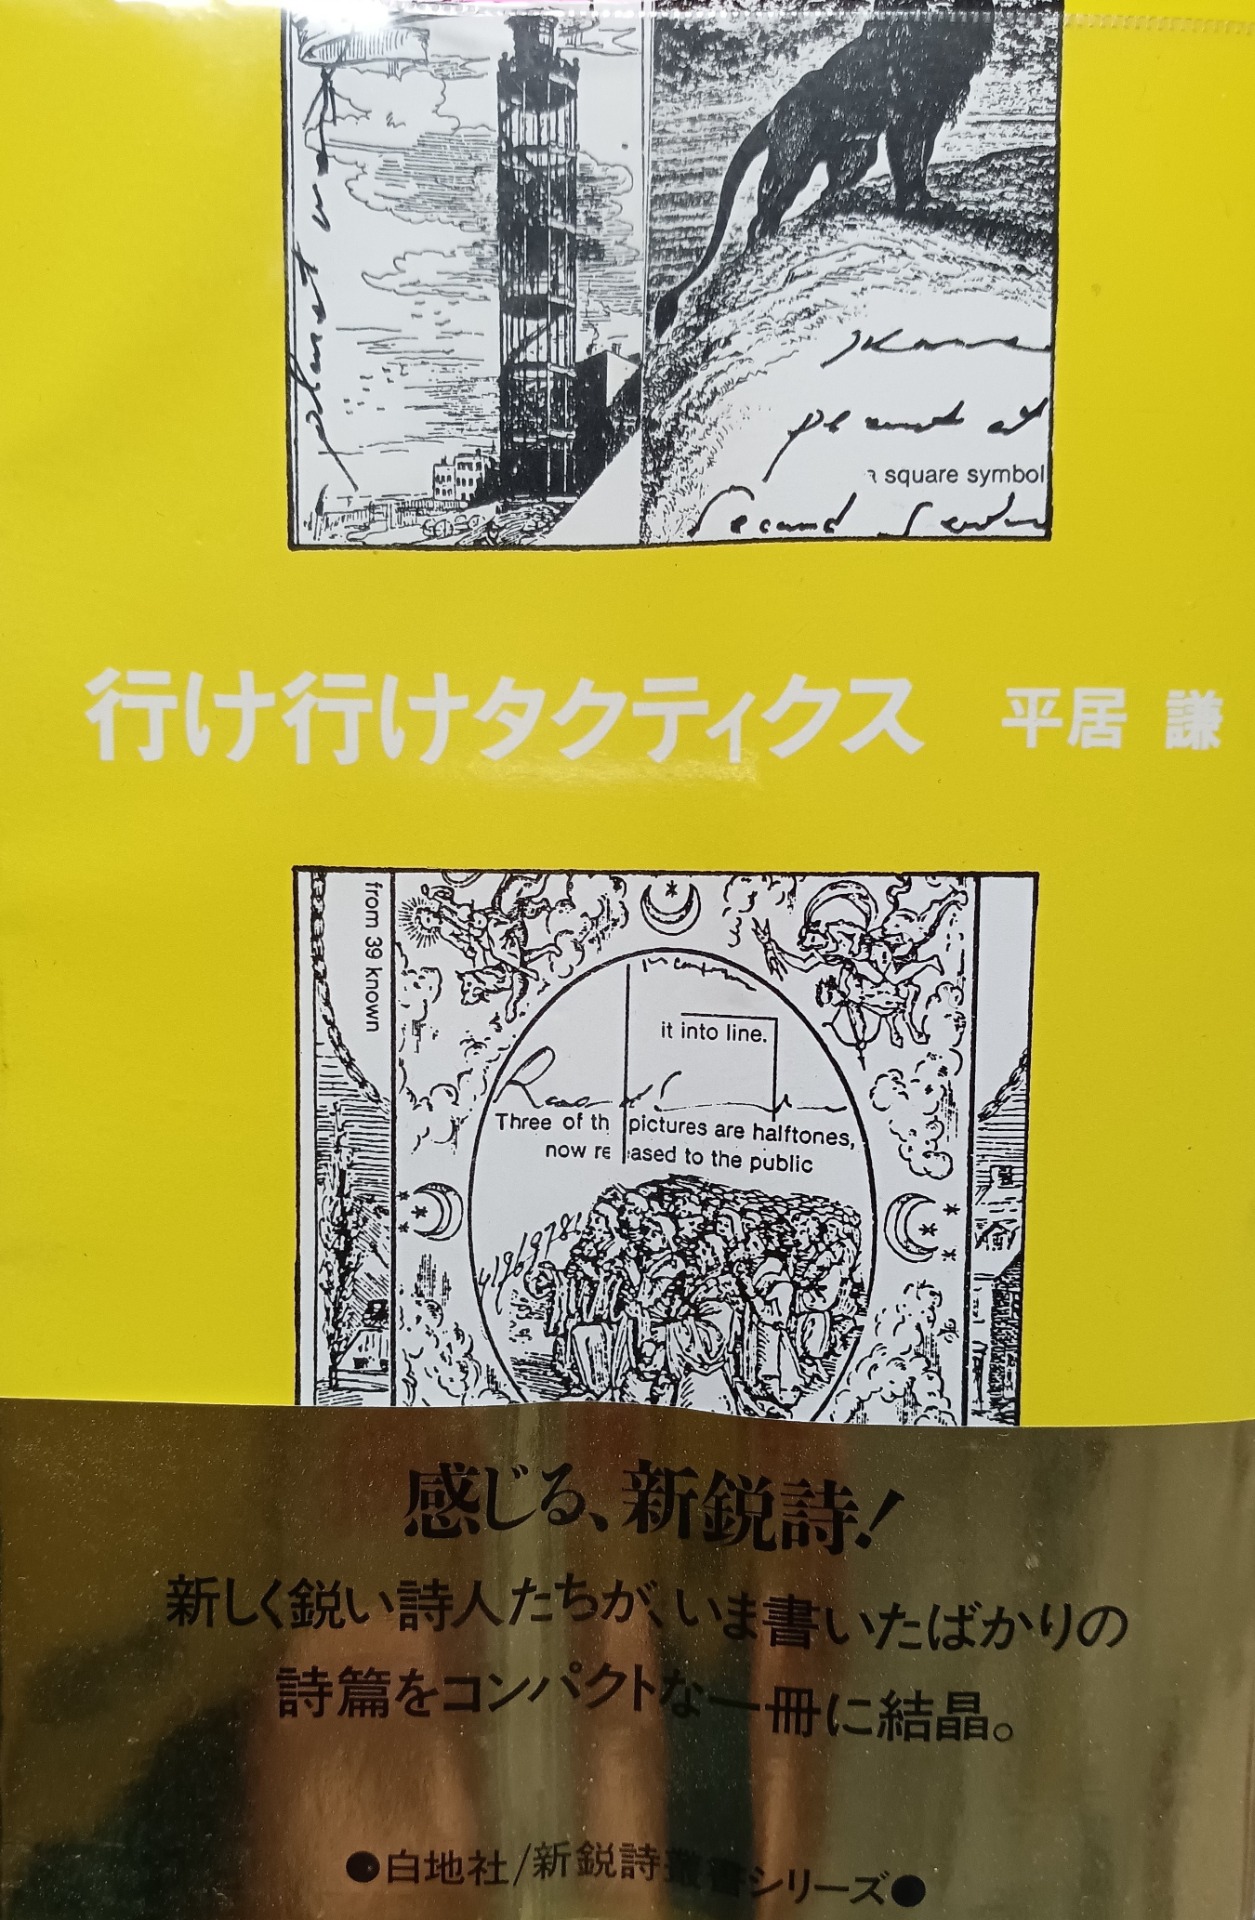 a square symbol
行け行けタクティクス 平居 謙
from 39 known
it into line.
Three of th pictures are halftones,
now re ased to the public
感じる、新鋭詩!
新しく鋭い詩人たちが、いま書いたばかりの
詩篇をコンパクトな一冊に結晶。
●白地社/新鋭詩叢書シリーズ●